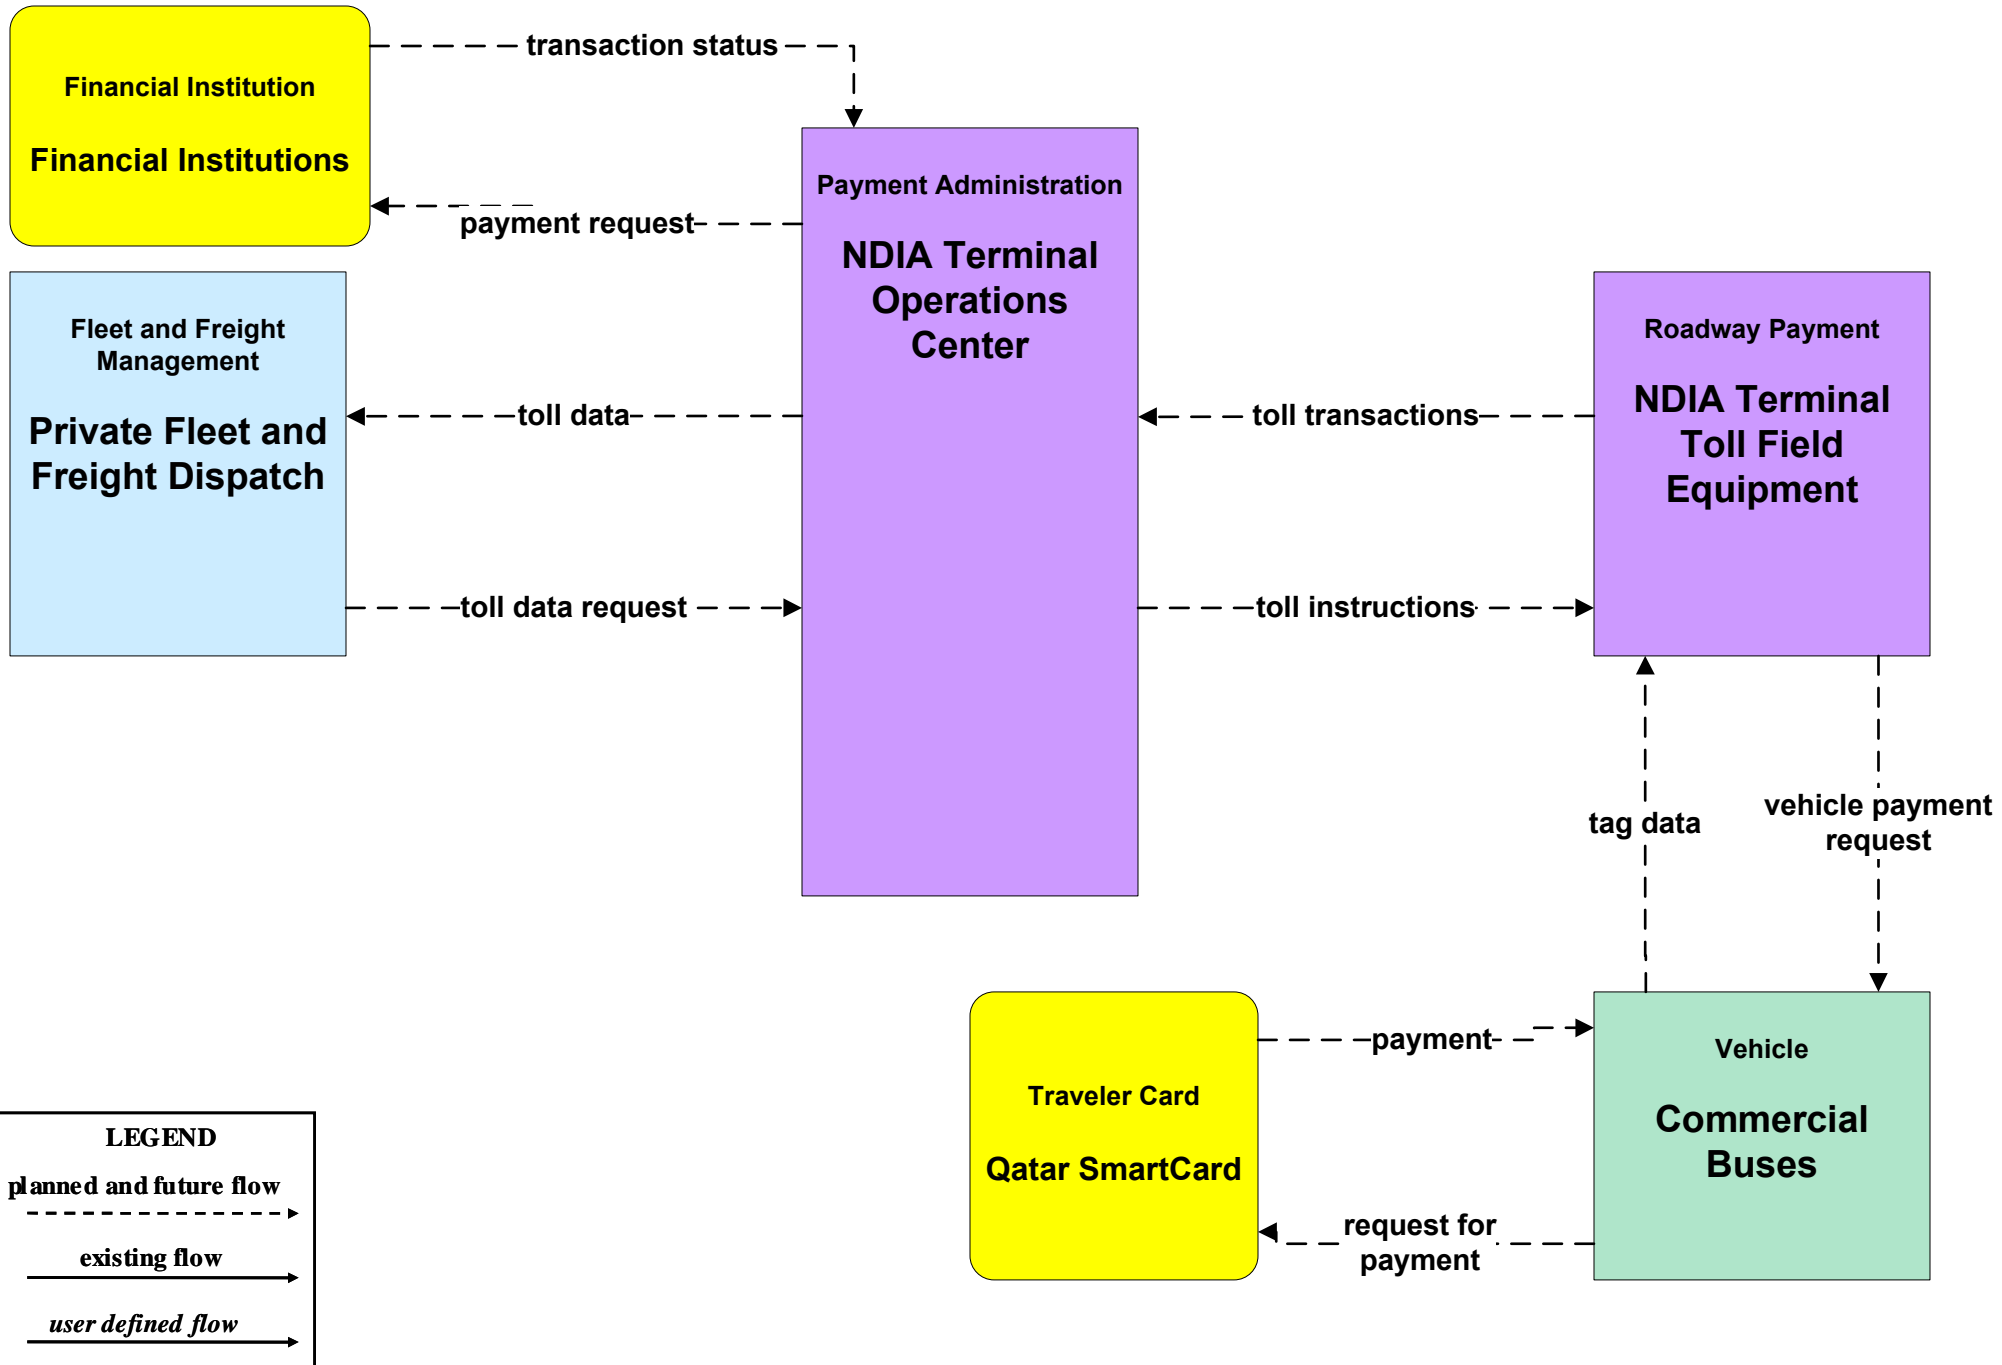 transaction status
Financial Institution
Financial Institutions
payment request
Payment Administration
NDIA Terminal
Operations
Center
Fleet and Freight
Management
Private Fleet and
Freight Dispatch
Roadway Payment
NDIA Terminal
Toll Field
Equipment
toll data
toll transactions
toll data request
toll instructions
tag data
vehicle payment
request
payment
Traveler Card
Qatar SmartCard
Vehicle
Commercial
Buses
request for
payment
LEGEND
planned and future flow
existing flow
user defined flow